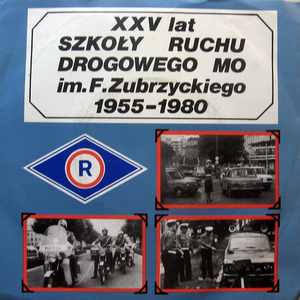 XXV lat
SZKOŁY RUCHU
DROGOWEGO MO
im.F.Zubrzyckiego
1955-1980
R